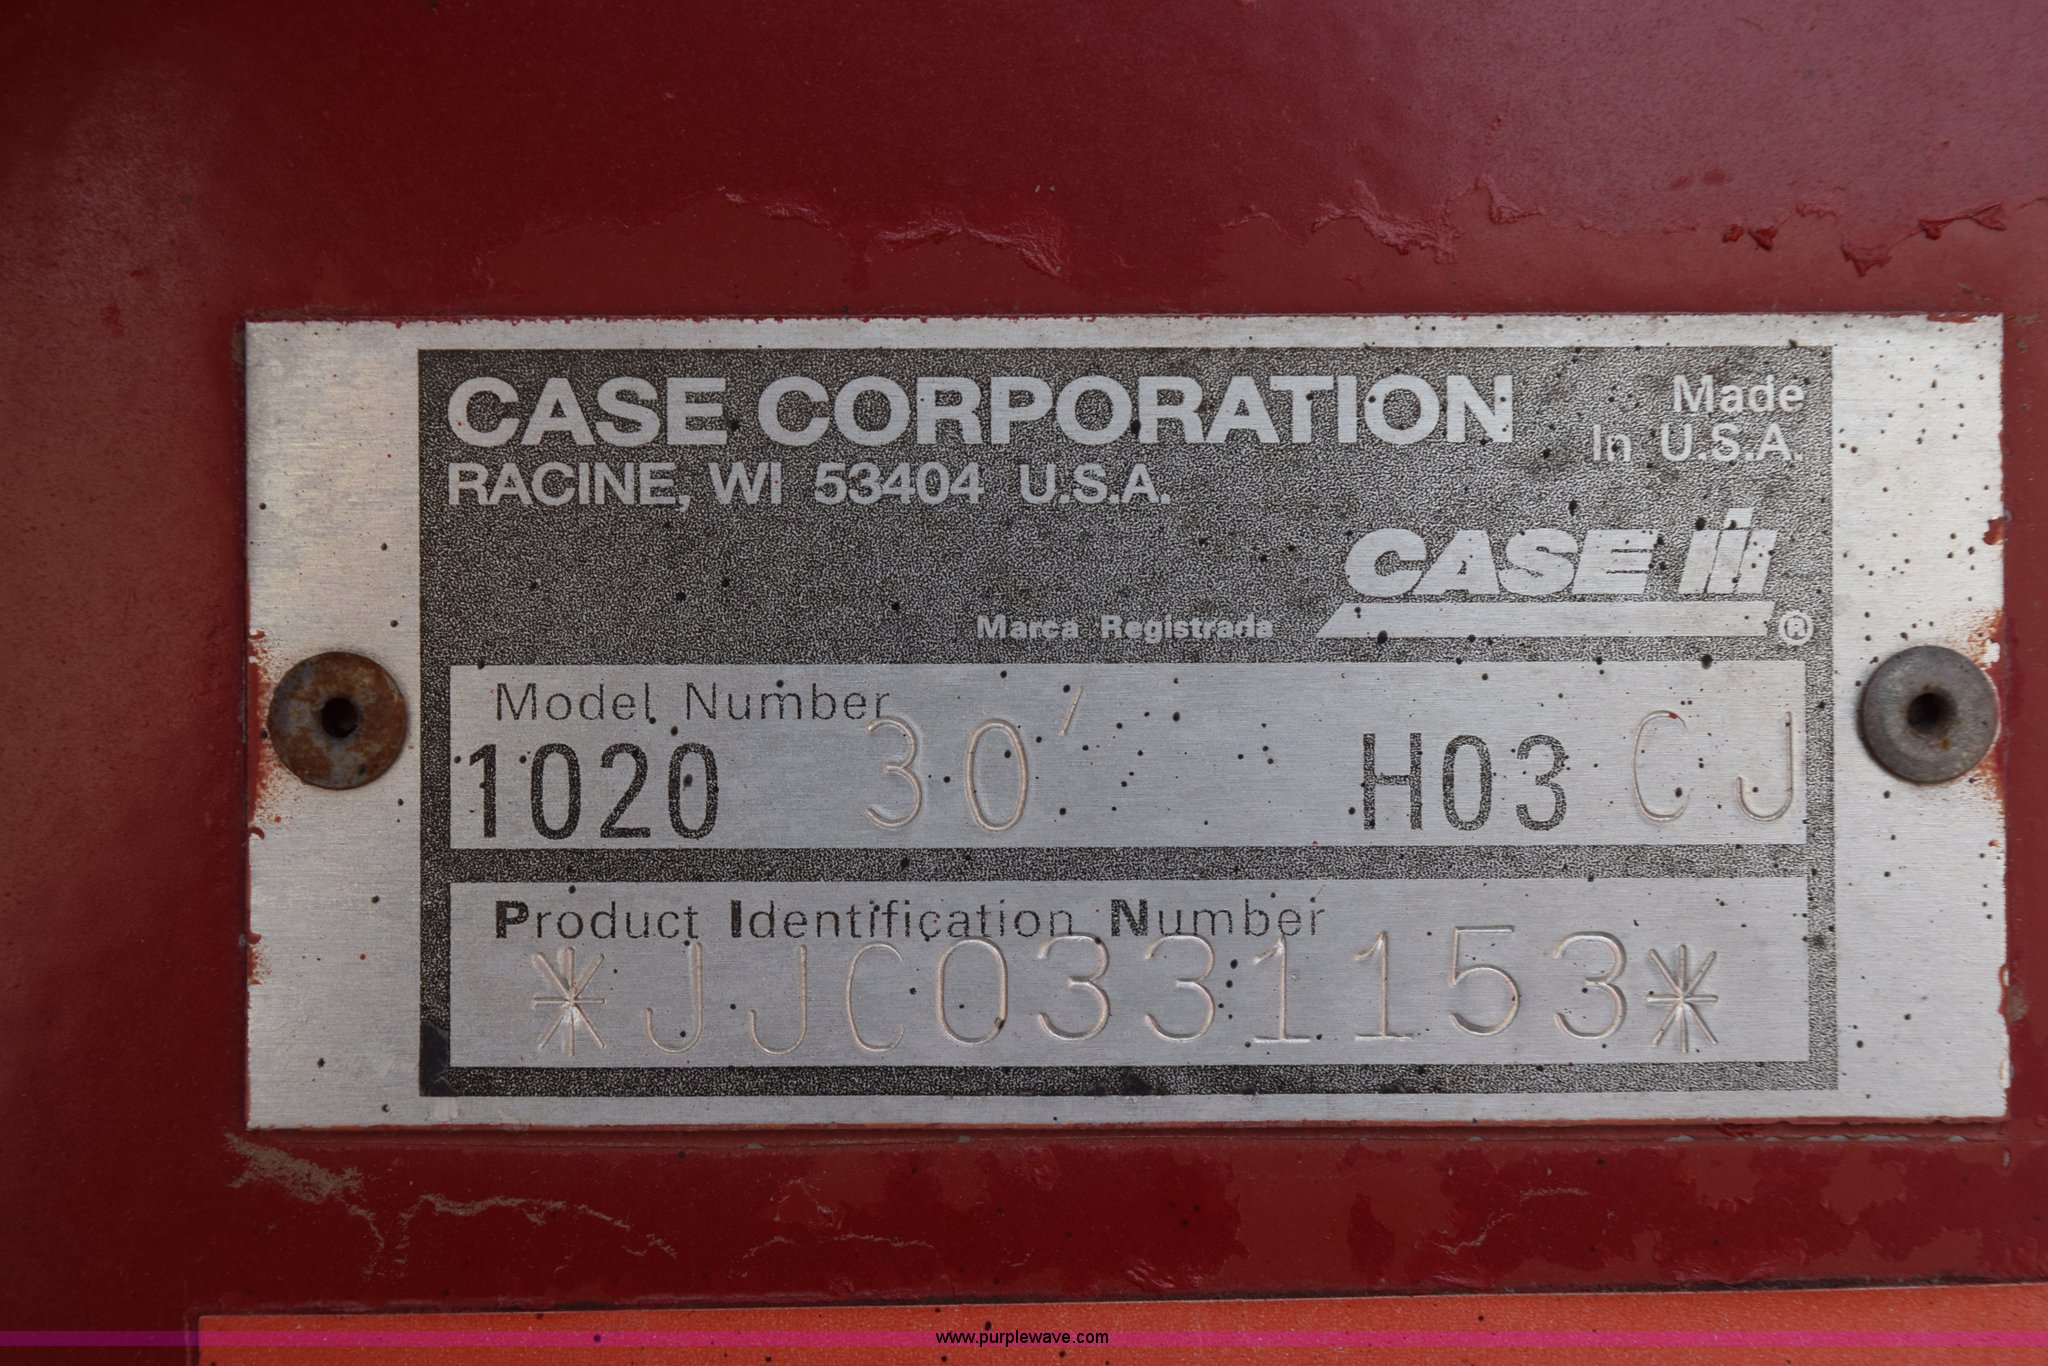 CASE CORPORATION
RACINE, WI 53404 U.S.A.
Made
In U.S.A.
CASE IH
Marca Registrada ®
Model Number
1020 30' H03 CJ
Product Identification Number
*JJC0331153*
www.purplewave.com